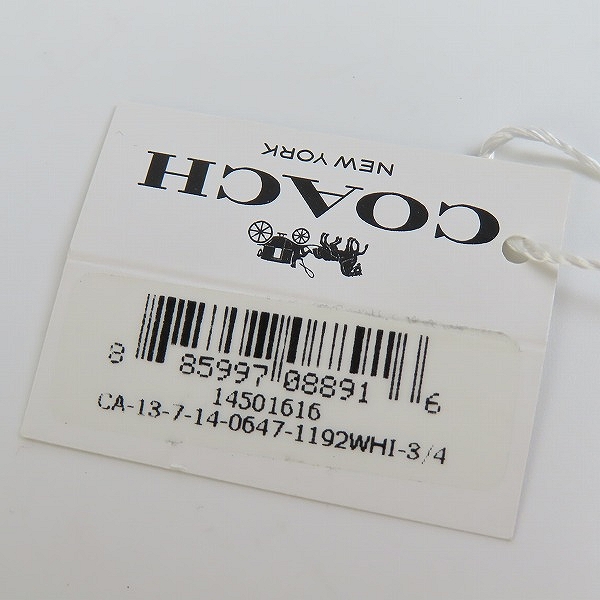 COACH
NEW YORK
8 85997 08891 6
14501616
CA-13-7-14-0647-1192WHI-3/4